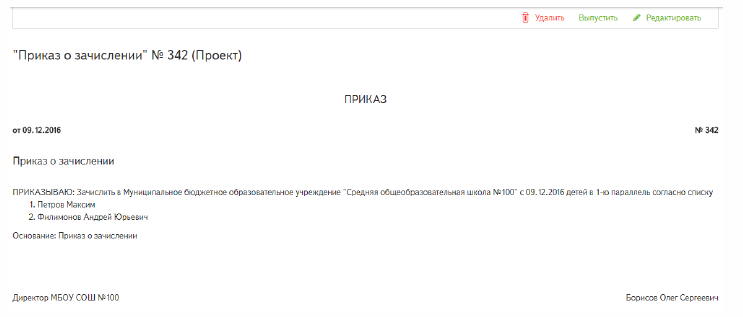 Удалить Выпустить Редактировать
"Приказ о зачислении" № 342 (Проект)
ПРИКАЗ
от 09.12.2016 № 342
Приказ о зачислении
ПРИКАЗЫВАЮ: Зачислить в Муниципальное бюджетное образовательное учреждение "Средняя общеобразовательная школа №100" с 09.12.2016 детей в 1-ю параллель согласно списку
1. Петров Максим
2. Филимонов Андрей Юрьевич
Основание: Приказ о зачислении
Директор МБОУ СОШ №100 Борисов Олег Сергеевич